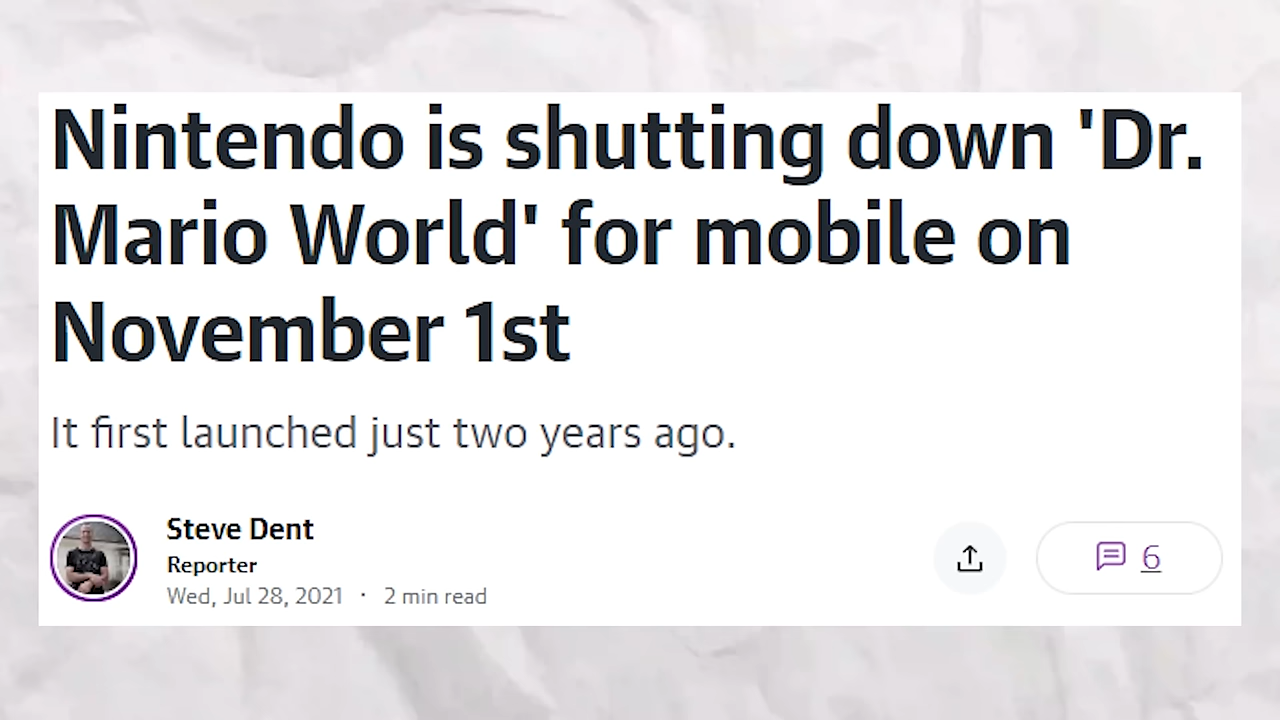 Nintendo is shutting down 'Dr.
Mario World' for mobile on
November 1st
It first launched just two years ago.
Steve Dent
Reporter
Wed, Jul 28, 2021 · 2 min read
6